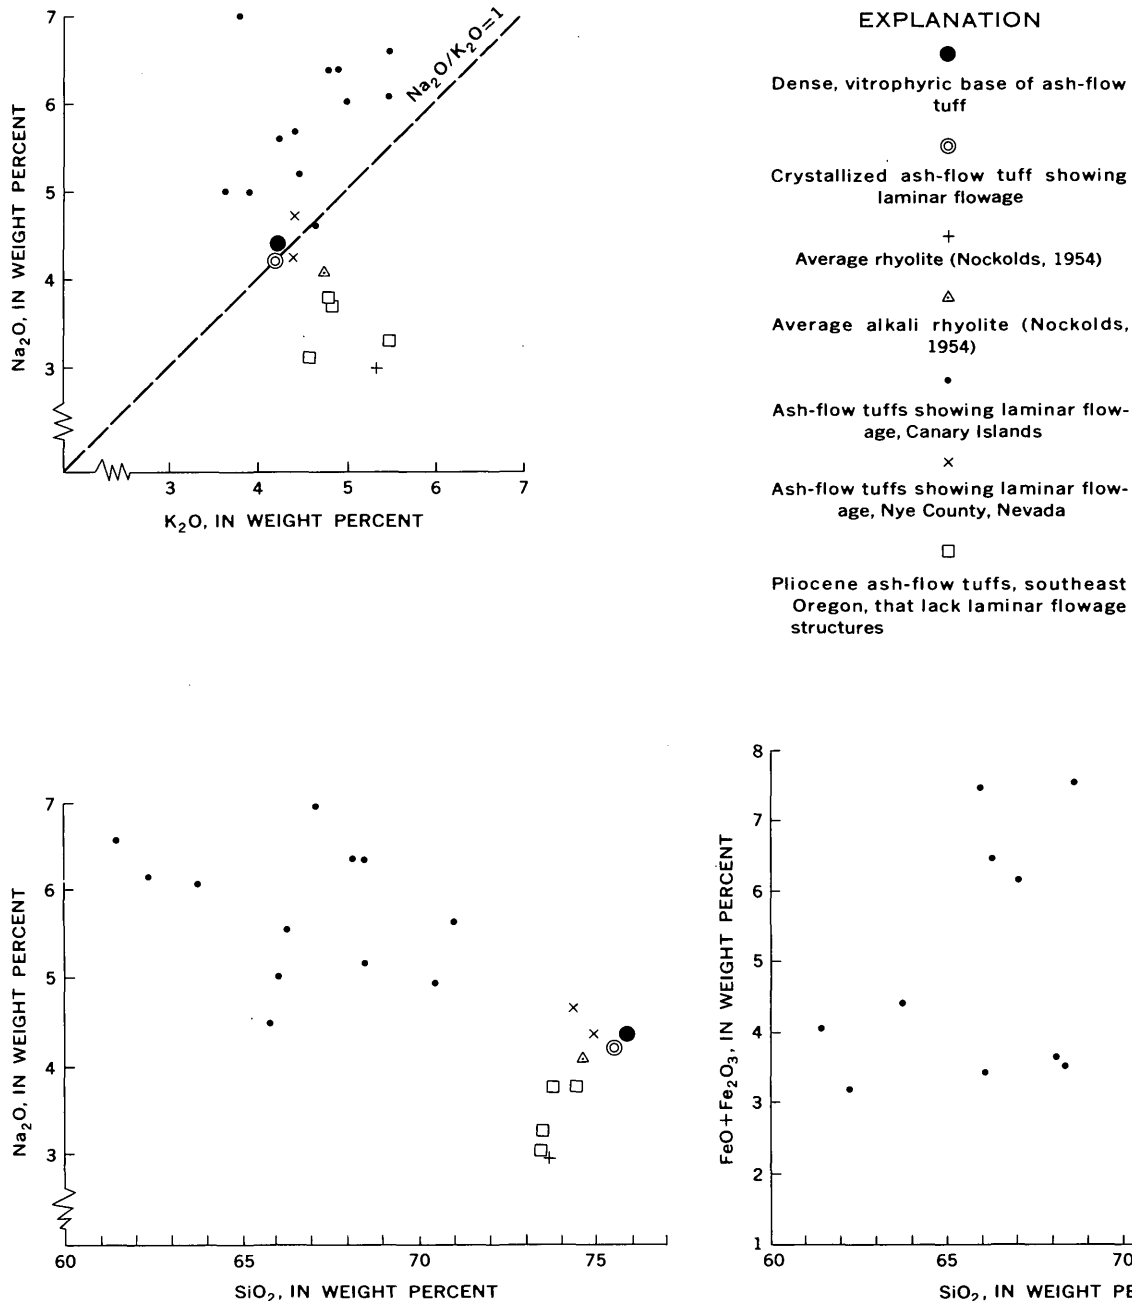 7
6
5
4
3
Na2O, IN WEIGHT PERCENT
Na2O/K2O=1
3 4 5 6 7
K2O, IN WEIGHT PERCENT
EXPLANATION
Dense, vitrophyric base of ash-flow
tuff
Crystallized ash-flow tuff showing
laminar flowage
Average rhyolite (Nockolds, 1954)
Average alkali rhyolite (Nockolds,
1954)
Ash-flow tuffs showing laminar flow-
age, Canary Islands
Ash-flow tuffs showing laminar flow-
age, Nye County, Nevada
Pliocene ash-flow tuffs, southeast
Oregon, that lack laminar flowage
structures
7
6
5
4
3
Na2O, IN WEIGHT PERCENT
60 65 70 75
SiO2, IN WEIGHT PERCENT
8
7
6
5
4
3
2
1
FeO+Fe2O3, IN WEIGHT PERCENT
60 65 70
SiO2, IN WEIGHT PE